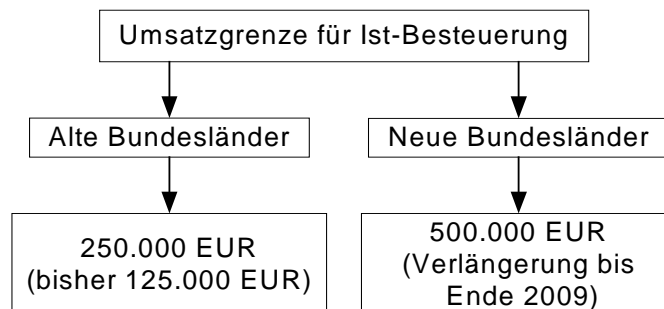 Umsatzgrenze für Ist-Besteuerung
Alte Bundesländer
Neue Bundesländer
250.000 EUR
(bisher 125.000 EUR)
500.000 EUR
(Verlängerung bis
Ende 2009)